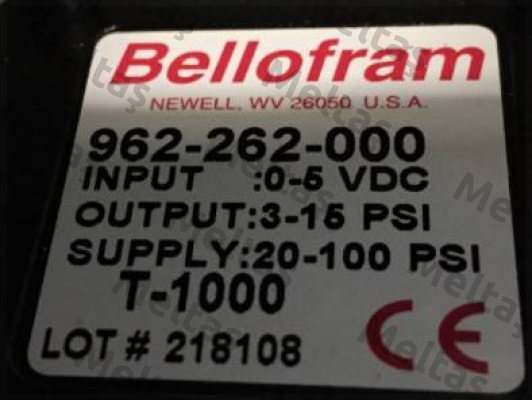 Bellofram
NEWELL, WV 26050 U.S.A.
962-262-000
INPUT :0-5 VDC
OUTPUT:3-15 PSI
SUPPLY:20-100 PSI
T-1000
LOT # 218108
CE
Meltaş